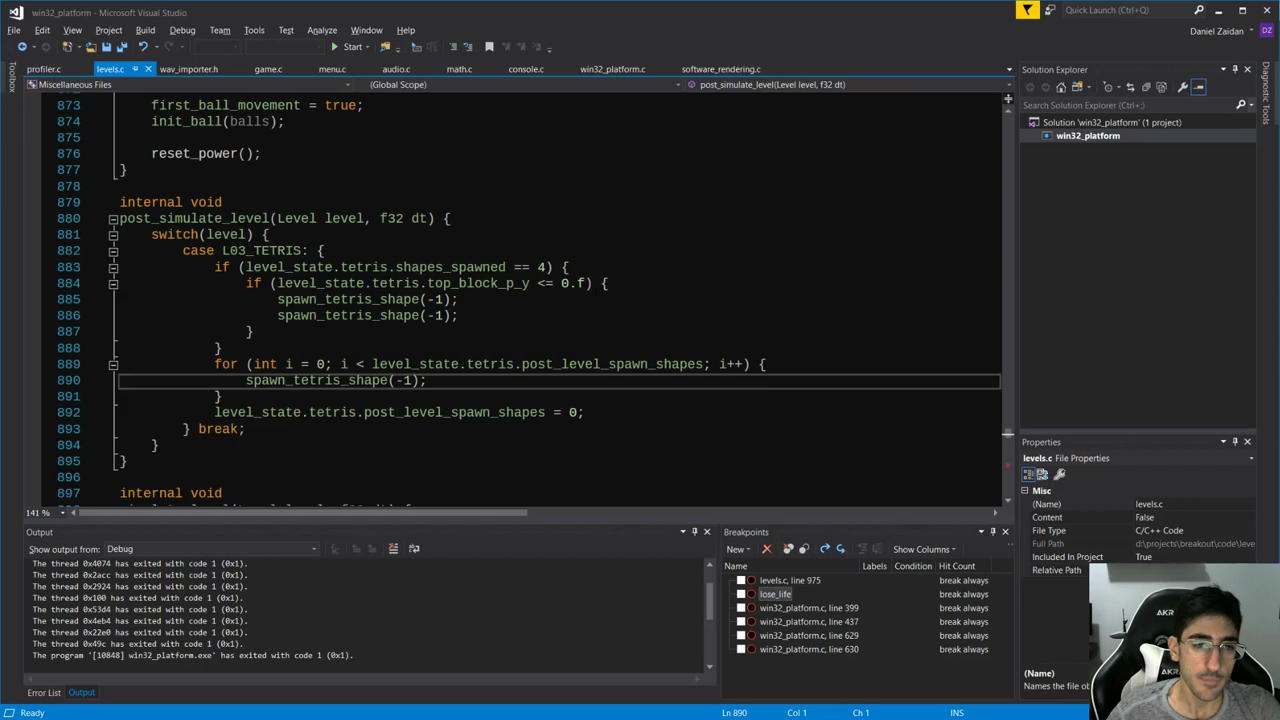 win32_platform - Microsoft Visual Studio
Quick Launch (Ctrl+;)
File Edit View Project Build Debug Team Tools Test Analyze Window Help
Daniel Zaidan DZ
Start
Toolbox
profiler.c levels.c wav_importer.h game.c menu.c audio.c math.c console.c win32_platform.c software_rendering.c
Miscellaneous Files (Global Scope) post_simulate_level(Level level, f32 dt)
873 first_ball_movement = true;
874 init_ball(balls);
875
876 reset_power();
877 }
878
879 internal void
880 post_simulate_level(Level level, f32 dt) {
881 switch(level) {
882 case L03_TETRIS: {
883 if (level_state.tetris.shapes_spawned == 4) {
884 if (level_state.tetris.top_block_p_y <= 0.f) {
885 spawn_tetris_shape(-1);
886 spawn_tetris_shape(-1);
887 }
888 }
889 for (int i = 0; i < level_state.tetris.post_level_spawn_shapes; i++) {
890 spawn_tetris_shape(-1);
891 }
892 level_state.tetris.post_level_spawn_shapes = 0;
893 } break;
894 }
895 }
896
897 internal void
141 %
Solution Explorer
Search Solution Explorer (Ctrl+;)
Solution 'win32_platform' (1 project)
win32_platform
Diagnostic Tools
Properties
levels.c File Properties
Misc
(Name) levels.c
Content False
File Type C/C++ Code
Full Path d:\projects\breakout\code\leve
Included In Project True
Relative Path
(Name)
Names the file ob
Output
Show output from: Debug
The thread 0x4074 has exited with code 1 (0x1).
The thread 0x2acc has exited with code 1 (0x1).
The thread 0x2924 has exited with code 1 (0x1).
The thread 0x100 has exited with code 1 (0x1).
The thread 0x53d4 has exited with code 1 (0x1).
The thread 0x4eb4 has exited with code 1 (0x1).
The thread 0x22e0 has exited with code 1 (0x1).
The thread 0x49c has exited with code 1 (0x1).
The program '[10848] win32_platform.exe' has exited with code 1 (0x1).
Error List Output
Breakpoints
New Show Columns
Name Labels Condition Hit Count
levels.c, line 975 break always
lose_life break always
win32_platform.c, line 399 break always
win32_platform.c, line 437 break always
win32_platform.c, line 629 break always
win32_platform.c, line 630 break always
AKR
AKRA
Ready Ln 890 Col 1 Ch 1 INS